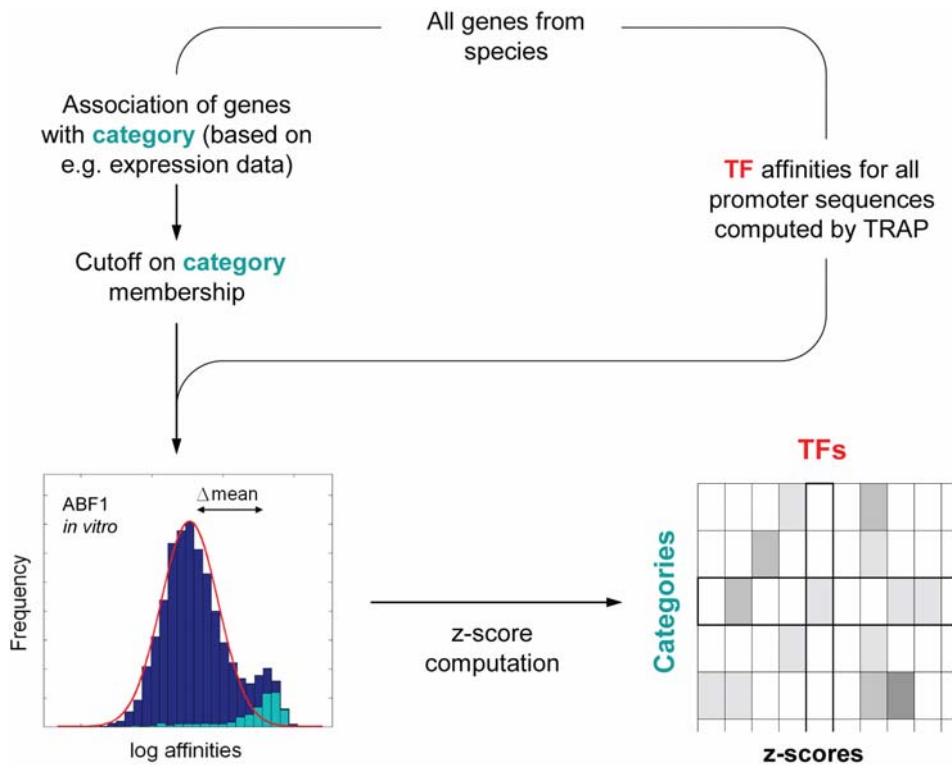 All genes from
species
Association of genes
with category (based on
e.g. expression data)
TF affinities for all
promoter sequences
computed by TRAP
Cutoff on category
membership
ABF1
in vitro
Δmean
Frequency
log affinities
z-score
computation
TFs
Categories
z-scores